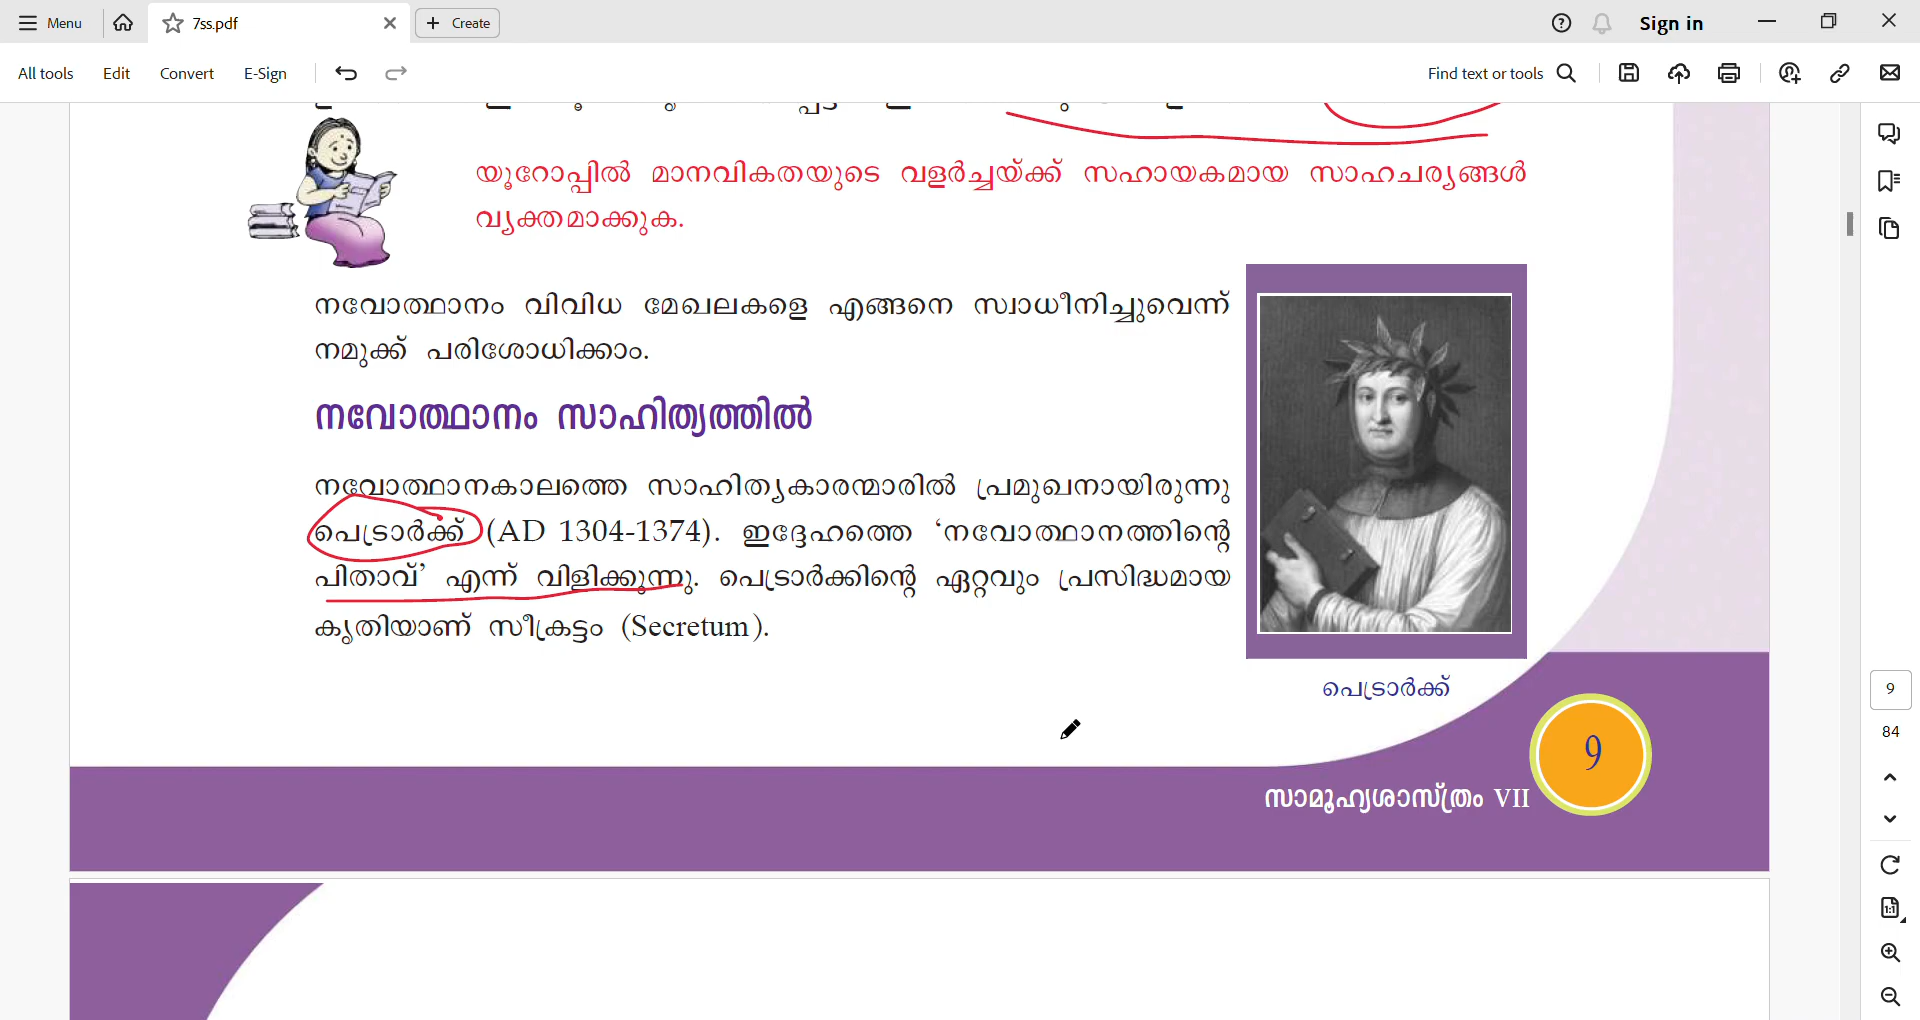 Menu
7ss.pdf
Create
Sign in
All tools
Edit
Convert
E-Sign
Find text or tools
യൂറോപ്പിൽ മാനവികതയുടെ വളർച്ചയ്ക്ക് സഹായകമായ സാഹചര്യങ്ങൾ
വ്യക്തമാക്കുക.
നവോത്ഥാനം വിവിധ മേഖലകളെ എങ്ങനെ സ്വാധീനിച്ചുവെന്ന്
നമുക്ക് പരിശോധിക്കാം.
നവോത്ഥാനം സാഹിത്യത്തിൽ
നവോത്ഥാനകാലത്തെ സാഹിത്യകാരന്മാരിൽ പ്രമുഖനായിരുന്നു
പെട്രാർക്ക് (AD 1304-1374). ഇദ്ദേഹത്തെ ‘നവോത്ഥാനത്തിന്റെ
പിതാവ്’ എന്ന് വിളിക്കുന്നു. പെട്രാർക്കിന്റെ ഏറ്റവും പ്രസിദ്ധമായ
കൃതിയാണ് സീക്രട്ടം (Secretum).
പെട്രാർക്ക്
9
സാമൂഹ്യശാസ്ത്രം VII
9
84